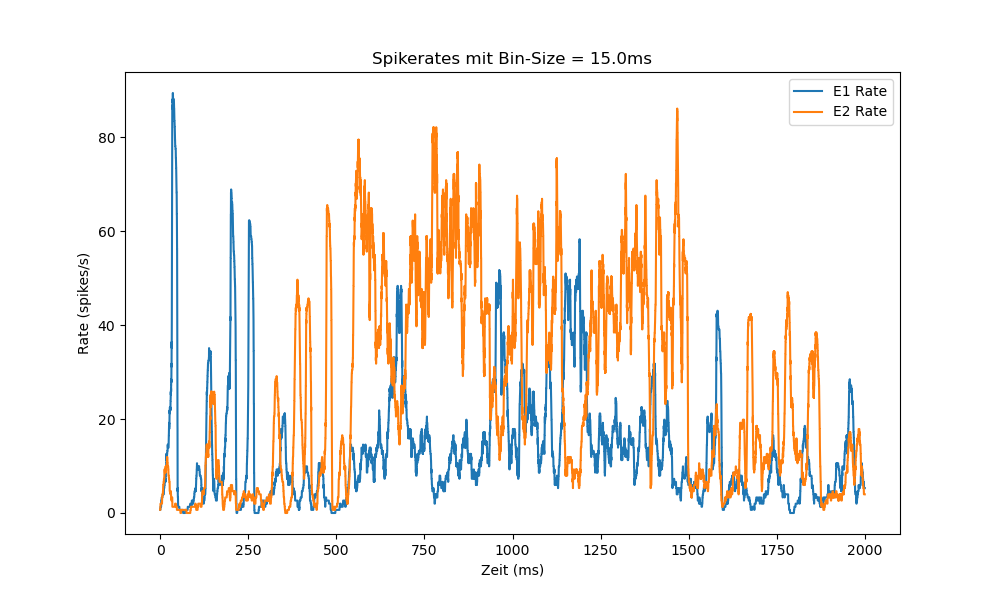 Spikerates mit Bin-Size = 15.0ms
E1 Rate
E2 Rate
Rate (spikes/s)
80
60
40
20
0
0 250 500 750 1000 1250 1500 1750 2000
Zeit (ms)